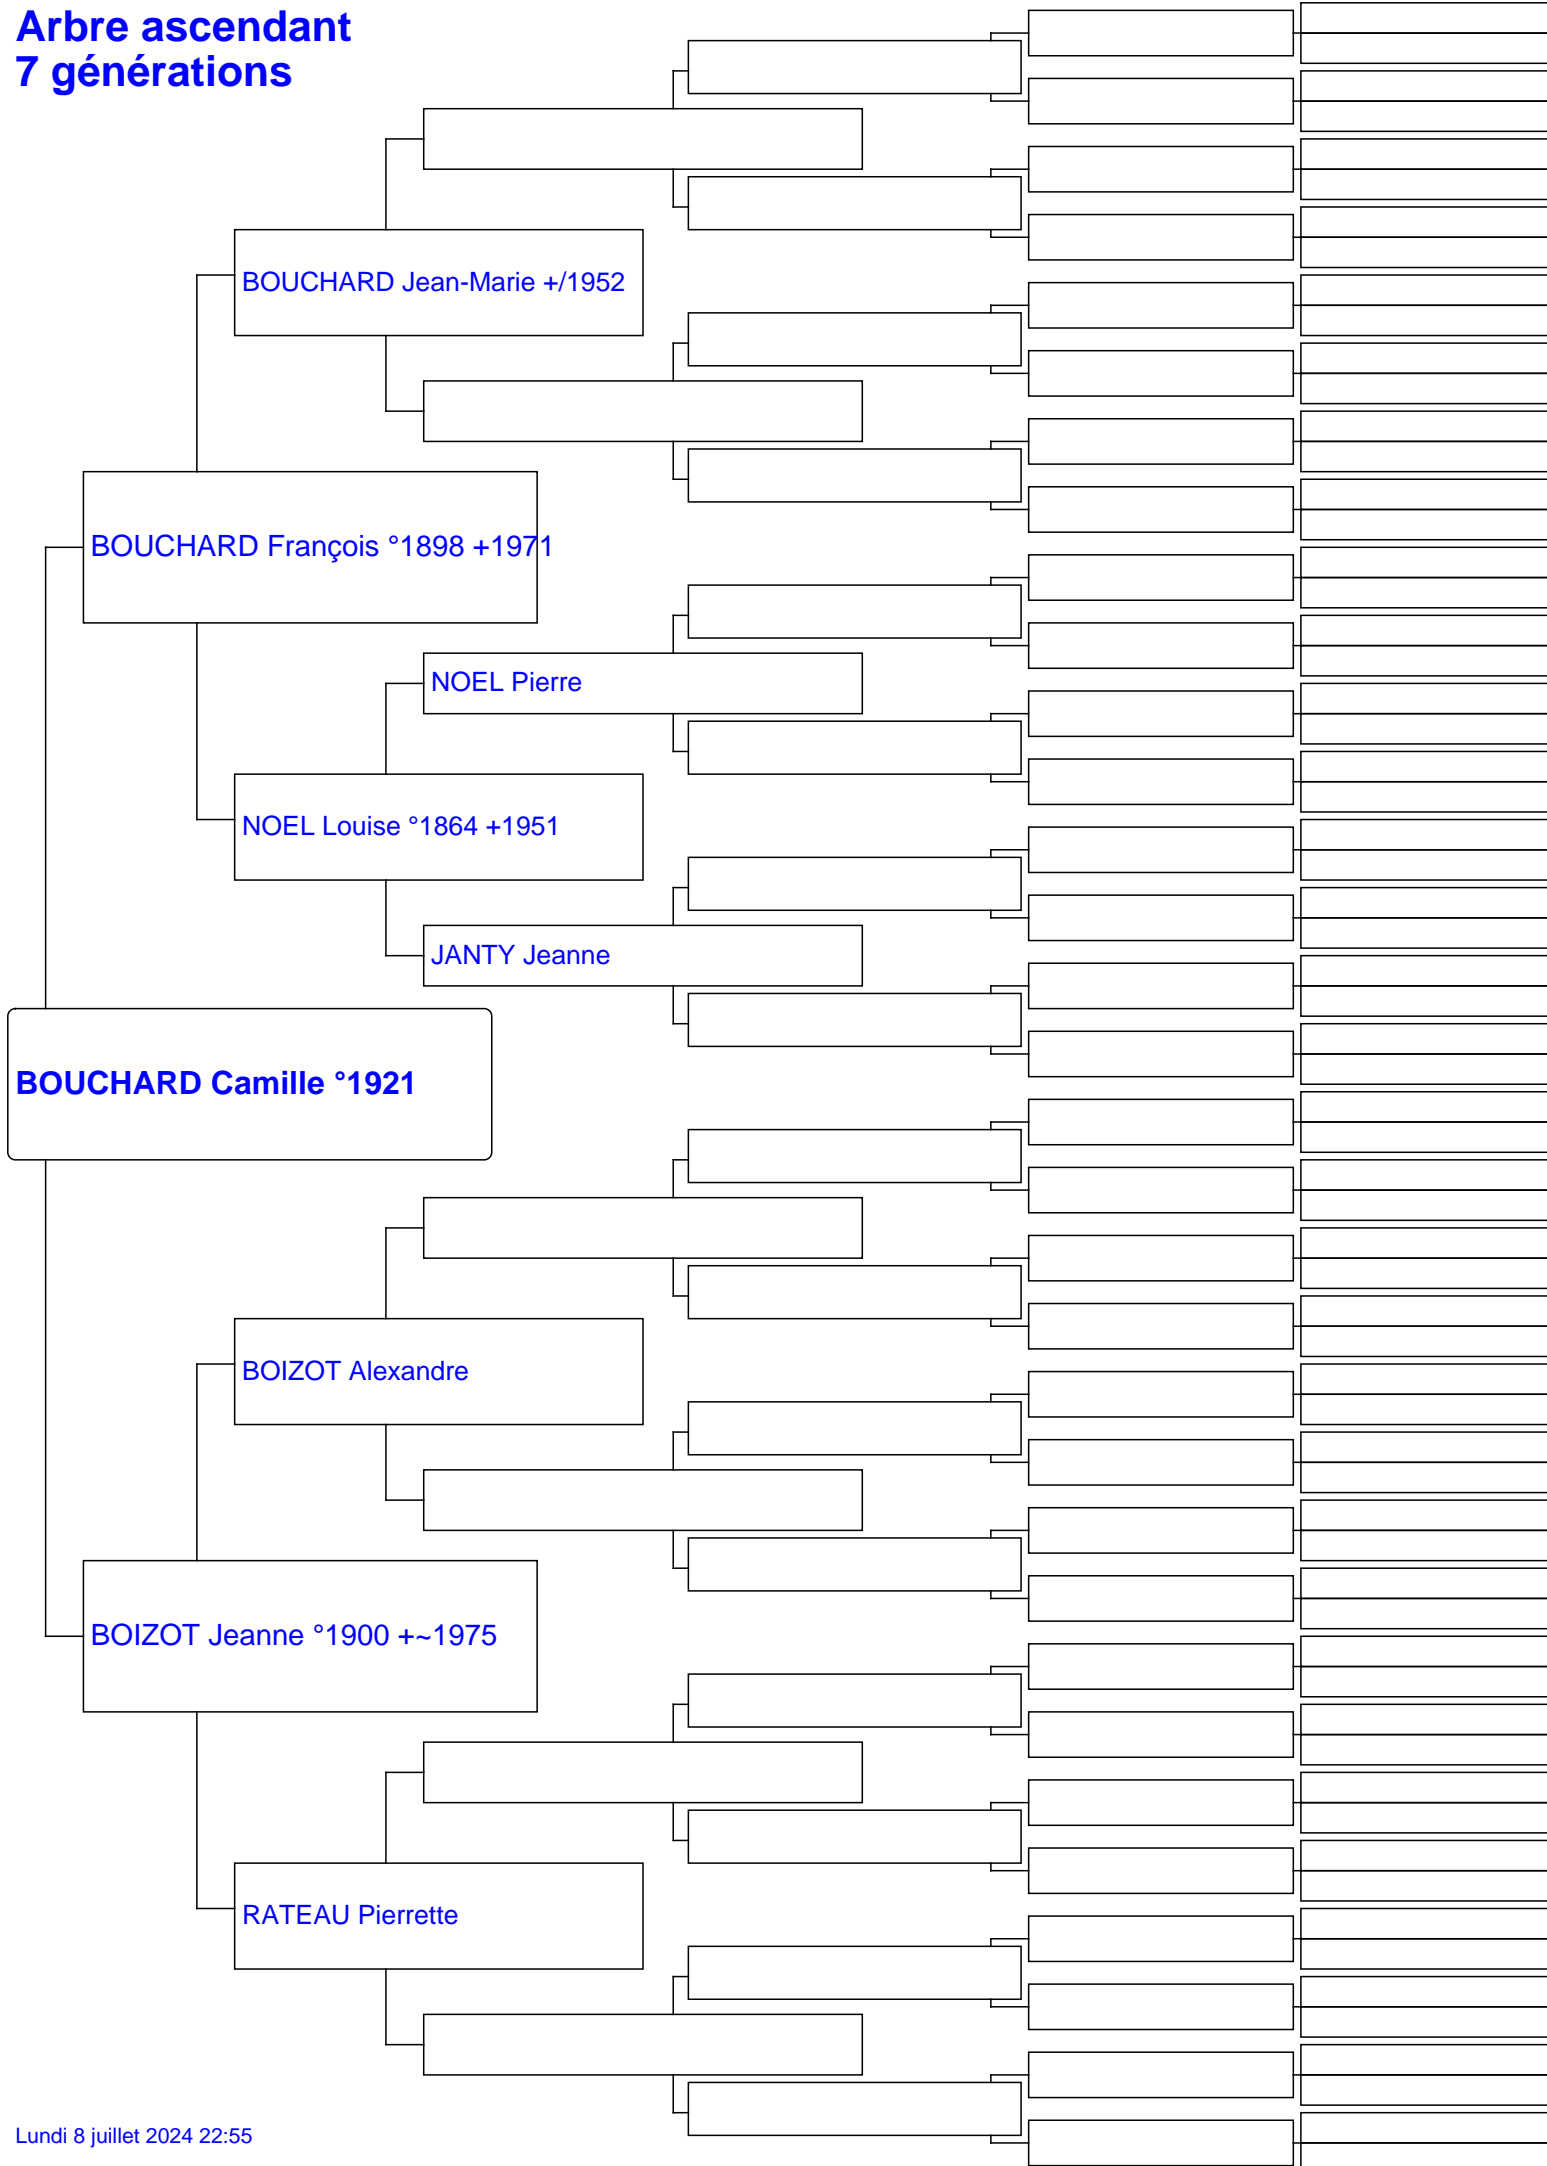 Arbre ascendant
7 générations
BOUCHARD Jean-Marie +/1952
BOUCHARD François °1898 +1971
NOEL Pierre
NOEL Louise °1864 +1951
JANTY Jeanne
BOUCHARD Camille °1921
BOIZOT Alexandre
BOIZOT Jeanne °1900 +~1975
RATEAU Pierrette
Lundi 8 juillet 2024 22:55